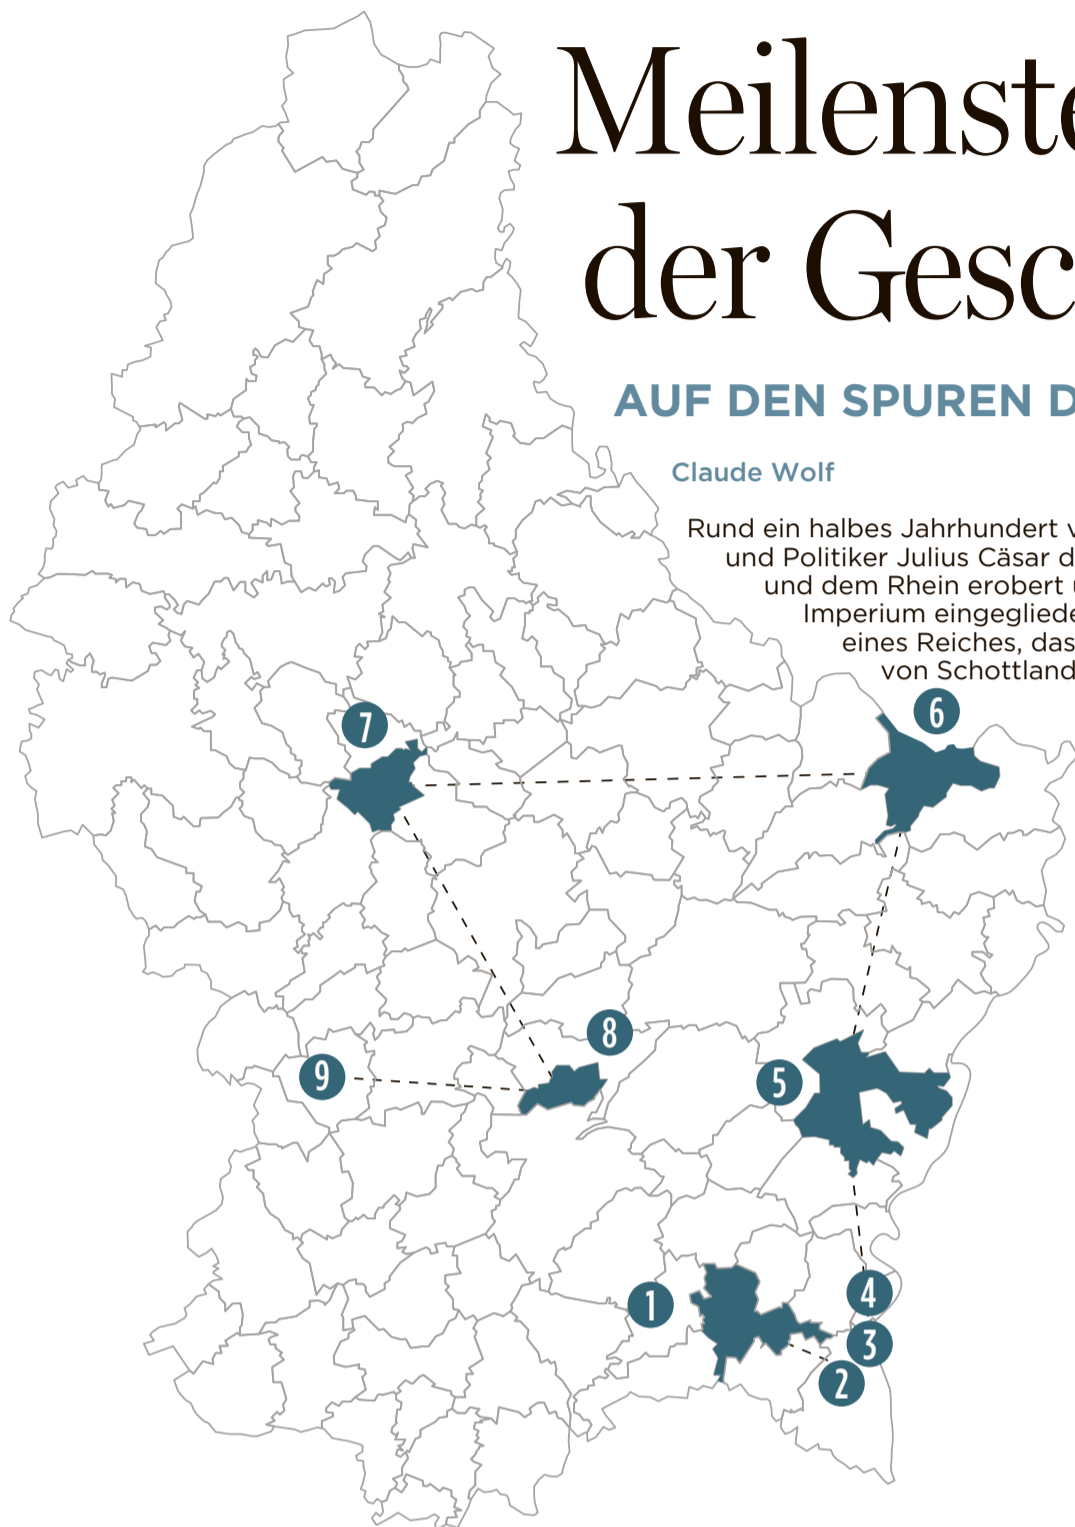 Meilenste
der Gesc
AUF DEN SPUREN D
Claude Wolf
Rund ein halbes Jahrhundert v
und Politiker Julius Cäsar d
und dem Rhein erobert u
Imperium eingegliede
eines Reiches, das
von Schottland
6
7
8
9
5
1
4
3
2